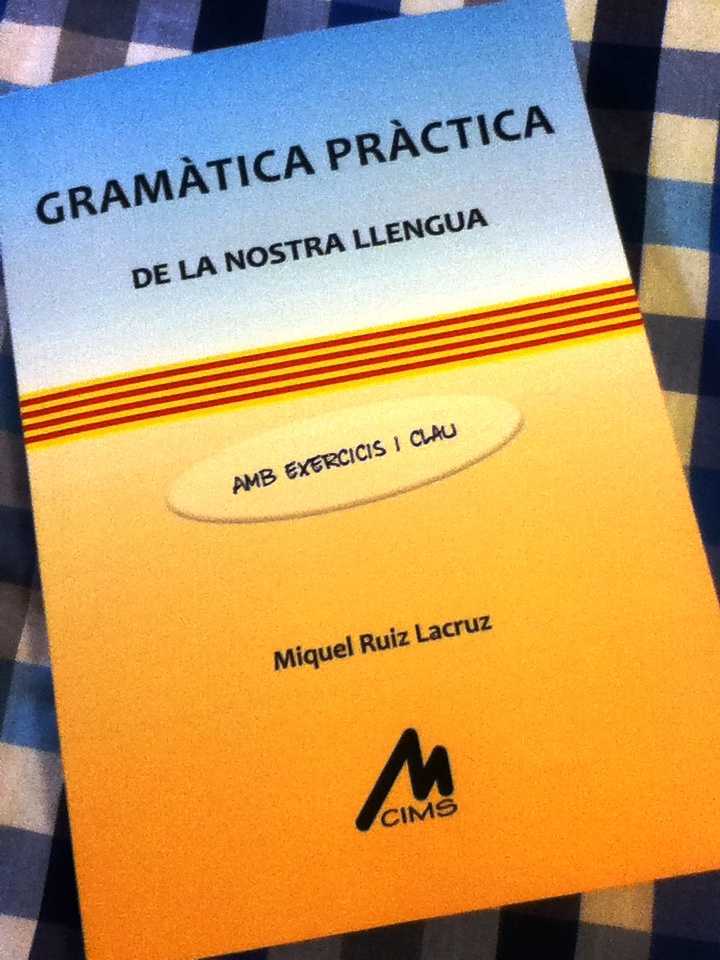 GRAMÀTICA PRÀCTICA
DE LA NOSTRA LLENGUA
AMB EXERCICIS I CLAU
Miquel Ruiz Lacruz
M
CIMS